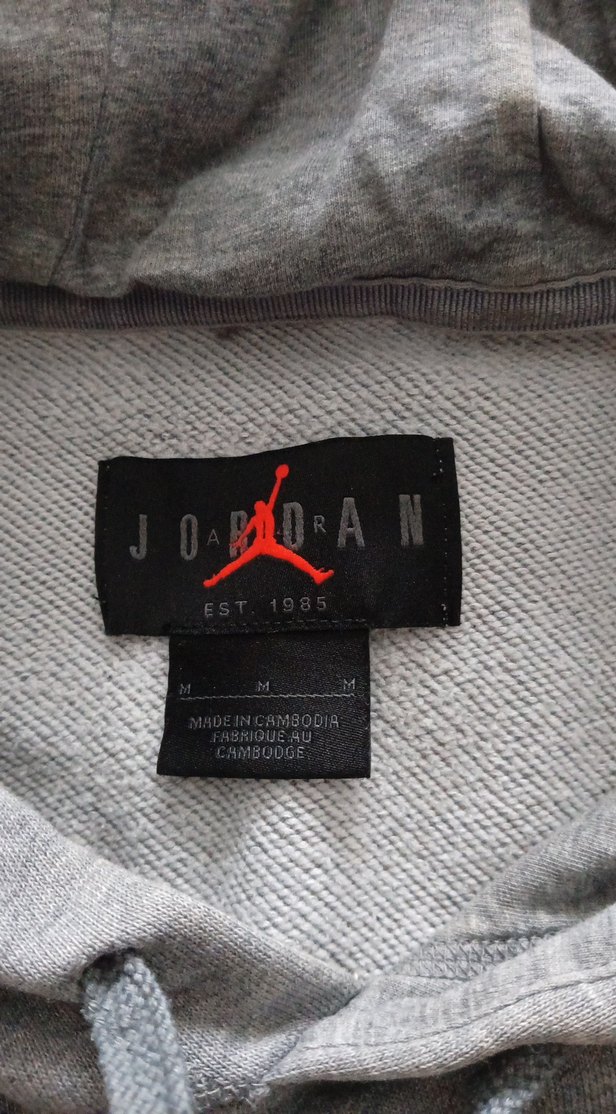 JORDAN
AIR
EST. 1985
M M M
MADE IN CAMBODIA
FABRIQUE AU
CAMBODGE